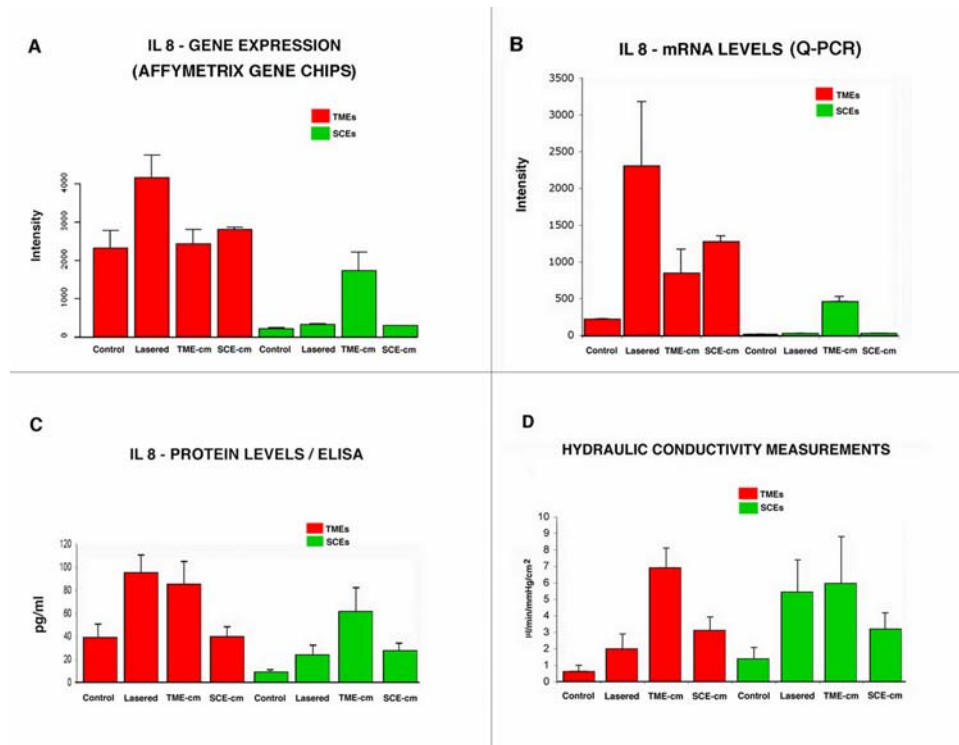 A
IL 8 - GENE EXPRESSION
(AFFYMETRIX GENE CHIPS)
TMEs
SCEs
Intensity
4000
3000
2000
1000
0
Control Lasered TME-cm SCE-cm Control Lasered TME-cm SCE-cm
B
IL 8 - mRNA LEVELS (Q-PCR)
TMEs
SCEs
Intensity
3500
3000
2500
2000
1500
1000
500
0
Control Lasered TME-cm SCE-cm Control Lasered TME-cm SCE-cm
C
IL 8 - PROTEIN LEVELS / ELISA
TMEs
SCEs
pg/ml
120
100
80
60
40
20
0
Control Lasered TME-cm SCE-cm Control Lasered TME-cm SCE-cm
D
HYDRAULIC CONDUCTIVITY MEASUREMENTS
TMEs
SCEs
10
9
8
7
6
5
4
3
2
1
0
Control Lasered TME-cm SCE-cm Control Lasered TME-cm SCE-cm